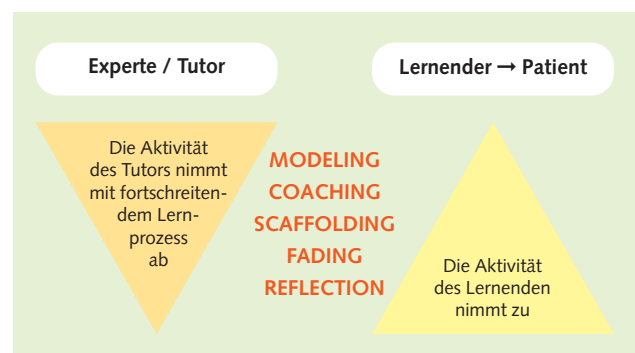 Experte / Tutor
Lernender → Patient
Die Aktivität
des Tutors nimmt
mit fortschreiten-
dem Lern-
prozess
ab
MODELING
COACHING
SCAFFOLDING
FADING
REFLECTION
Die Aktivität
des Lernenden
nimmt zu